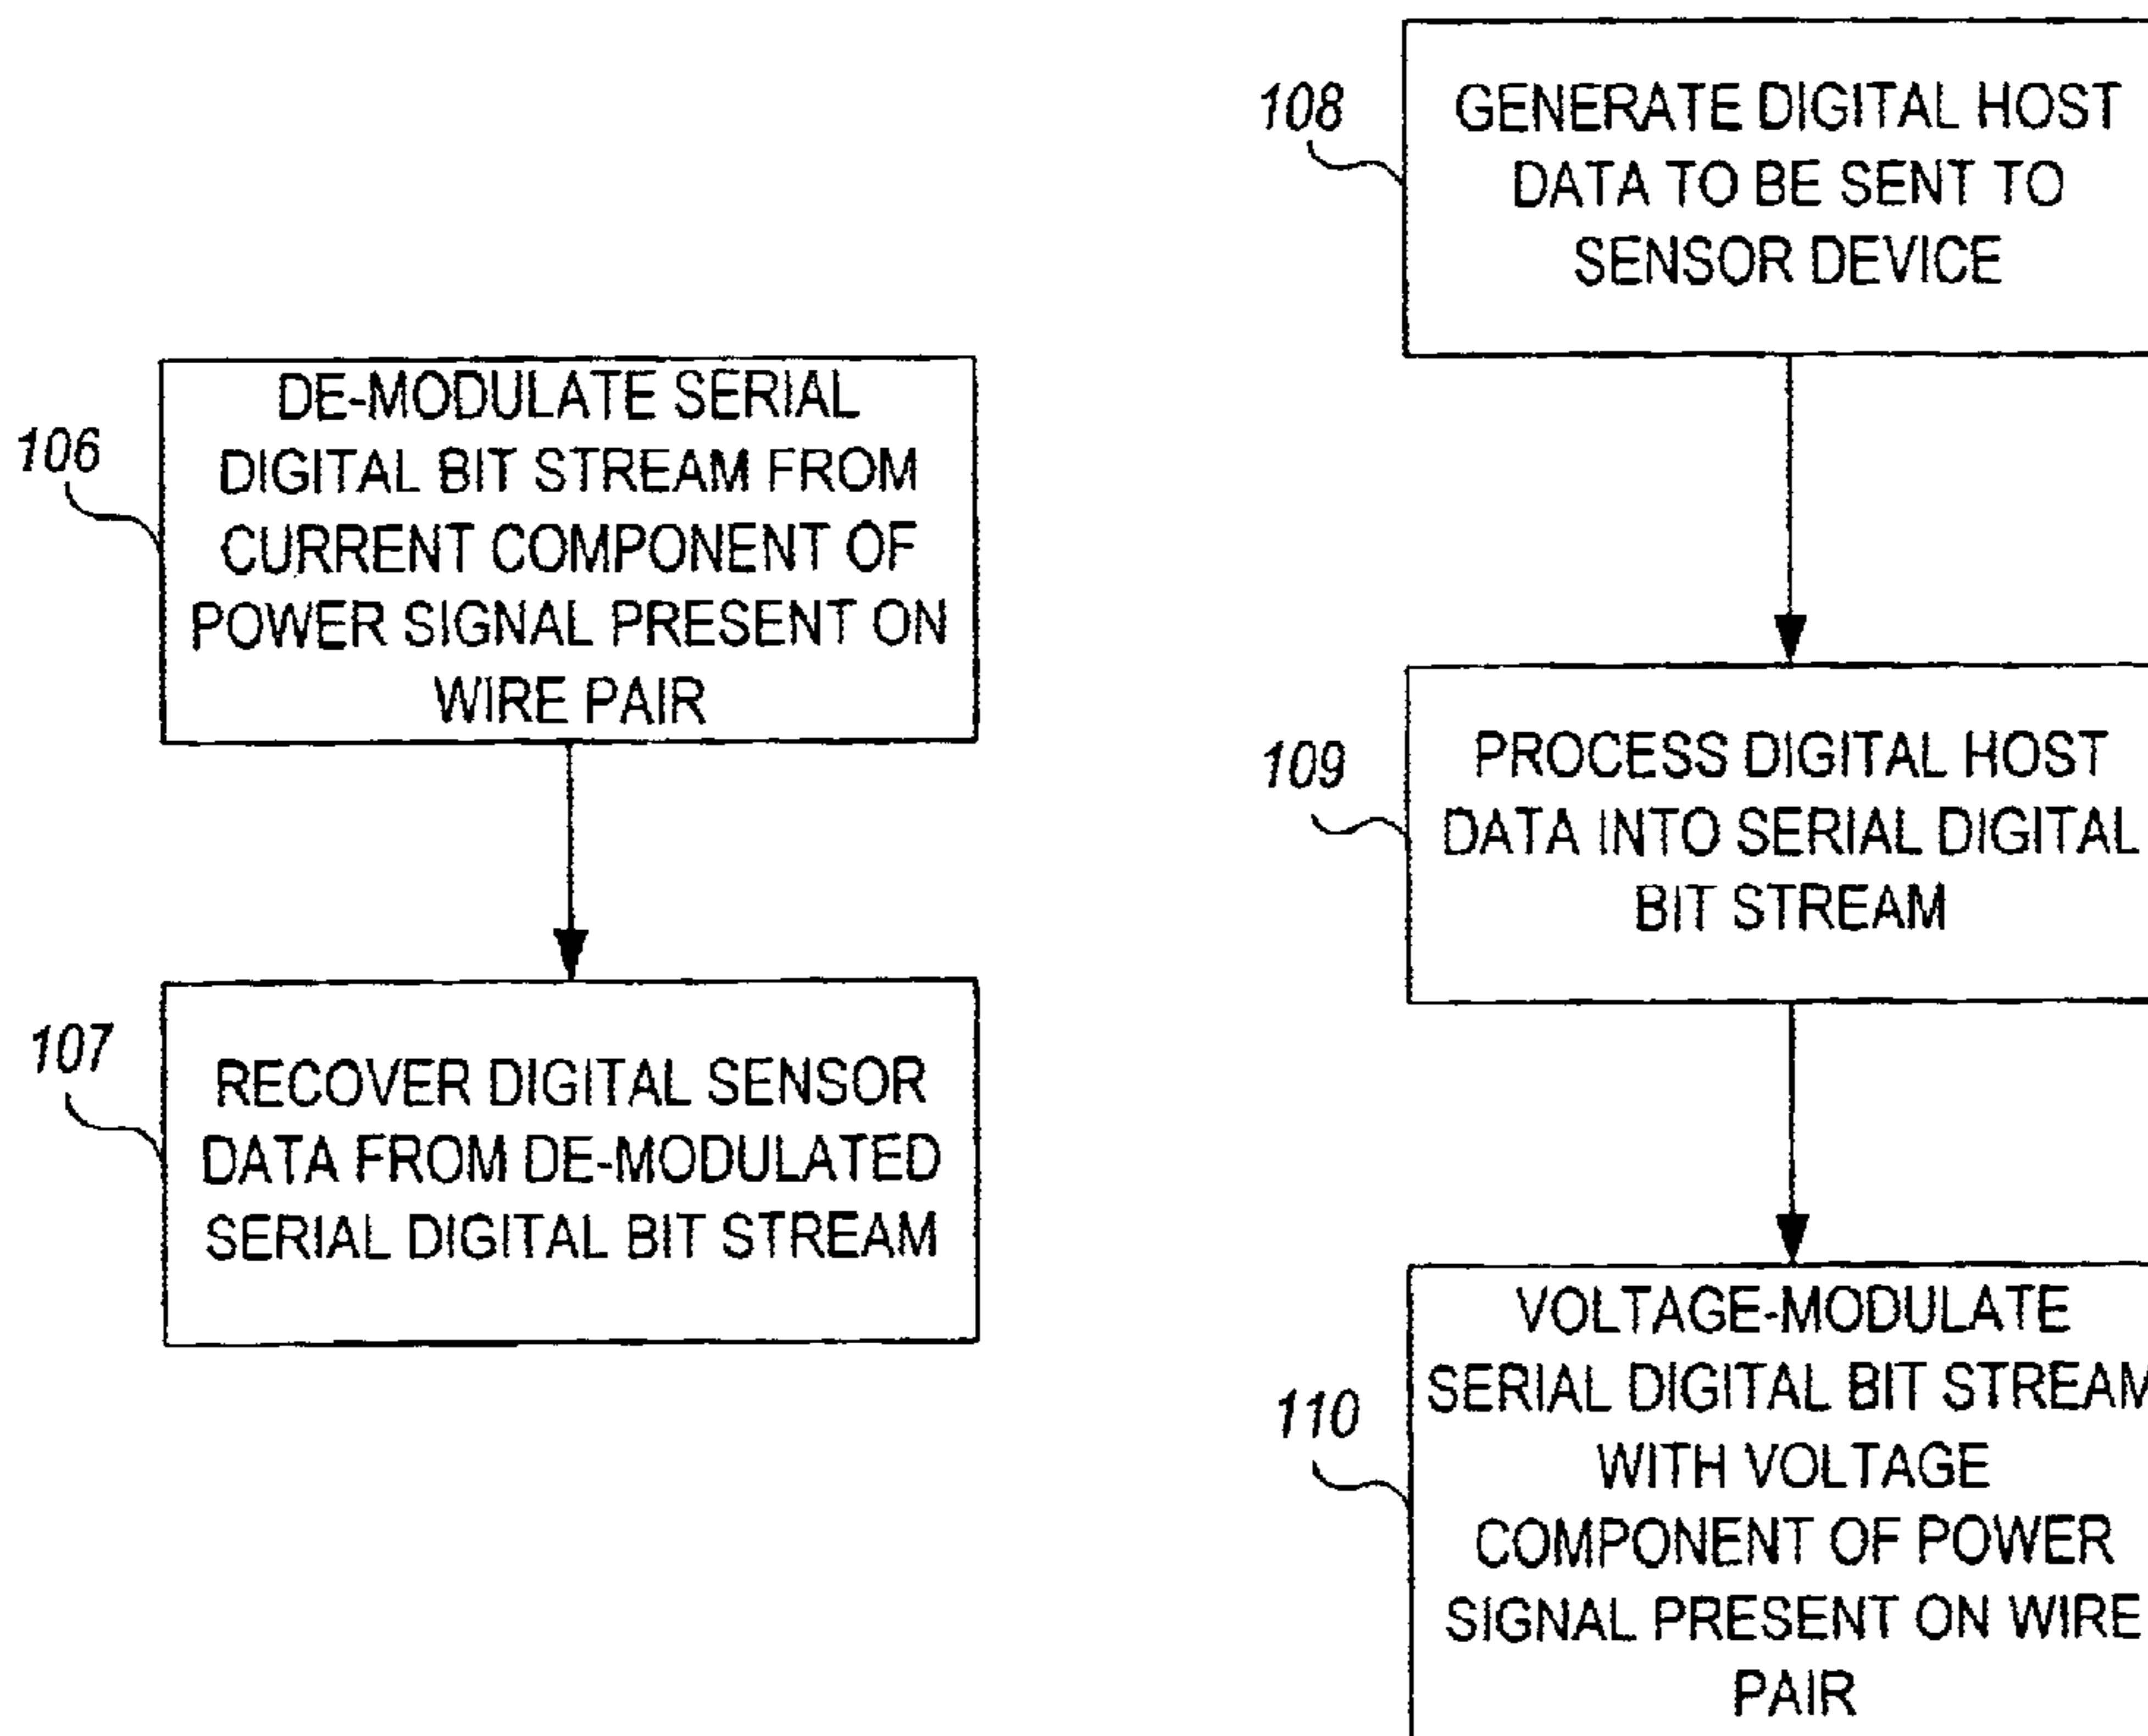 106
DE-MODULATE SERIAL
DIGITAL BIT STREAM FROM
CURRENT COMPONENT OF
POWER SIGNAL PRESENT ON
WIRE PAIR
107
RECOVER DIGITAL SENSOR
DATA FROM DE-MODULATED
SERIAL DIGITAL BIT STREAM
108
GENERATE DIGITAL HOST
DATA TO BE SENT TO
SENSOR DEVICE
109
PROCESS DIGITAL HOST
DATA INTO SERIAL DIGITAL
BIT STREAM
110
VOLTAGE-MODULATE
SERIAL DIGITAL BIT STREAM
WITH VOLTAGE
COMPONENT OF POWER
SIGNAL PRESENT ON WIRE
PAIR